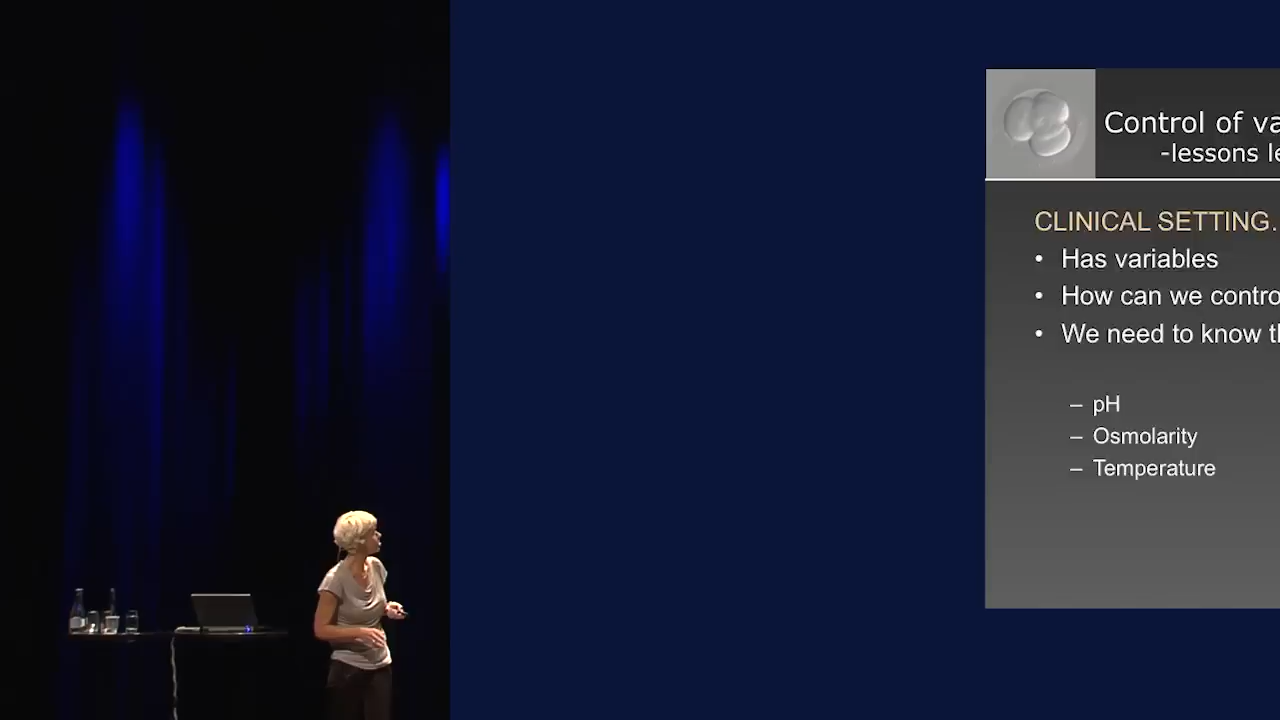 Control of va
-lessons le
CLINICAL SETTING.
• Has variables
• How can we contro
• We need to know th
– pH
– Osmolarity
– Temperature